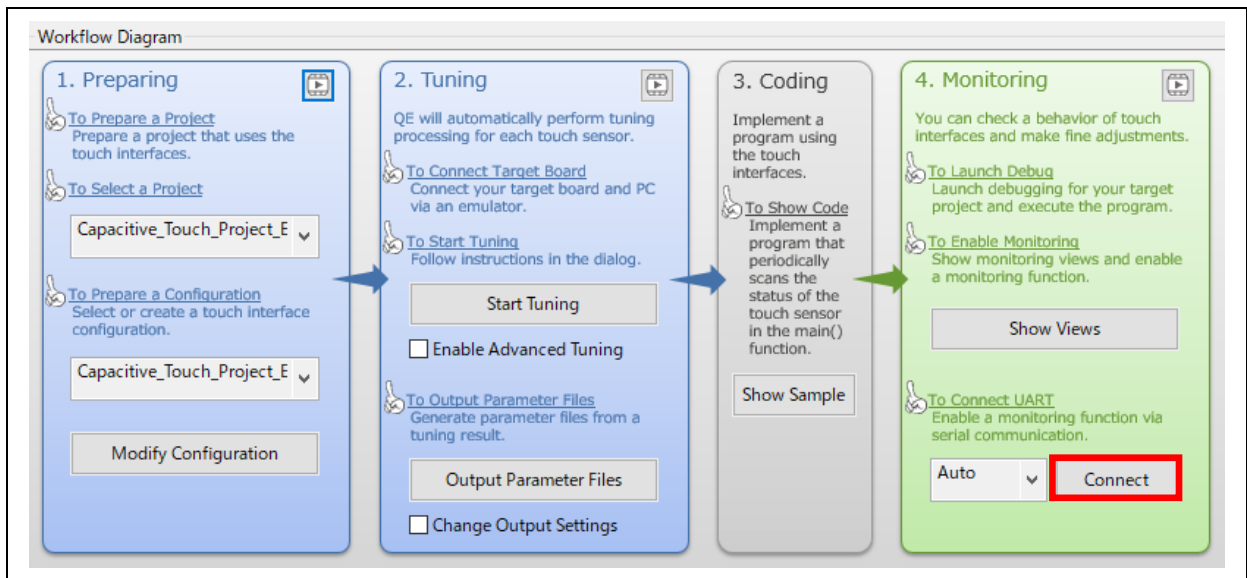 Workflow Diagram
1. Preparing
To Prepare a Project
Prepare a project that uses the
touch interfaces.
To Select a Project
Capacitive_Touch_Project_E
To Prepare a Configuration
Select or create a touch interface
configuration.
Capacitive_Touch_Project_E
Modify Configuration
2. Tuning
QE will automatically perform tuning
processing for each touch sensor.
To Connect Target Board
Connect your target board and PC
via an emulator.
To Start Tuning
Follow instructions in the dialog.
Start Tuning
Enable Advanced Tuning
To Output Parameter Files
Generate parameter files from a
tuning result.
Output Parameter Files
Change Output Settings
3. Coding
Implement a
program using
the touch
interfaces.
To Show Code
Implement a
program that
periodically
scans the
status of the
touch sensor
in the main()
function.
Show Sample
4. Monitoring
You can check a behavior of touch
interfaces and make fine adjustments.
To Launch Debug
Launch debugging for your target
project and execute the program.
To Enable Monitoring
Show monitoring views and enable
a monitoring function.
Show Views
To Connect UART
Enable a monitoring function via
serial communication.
Auto
Connect